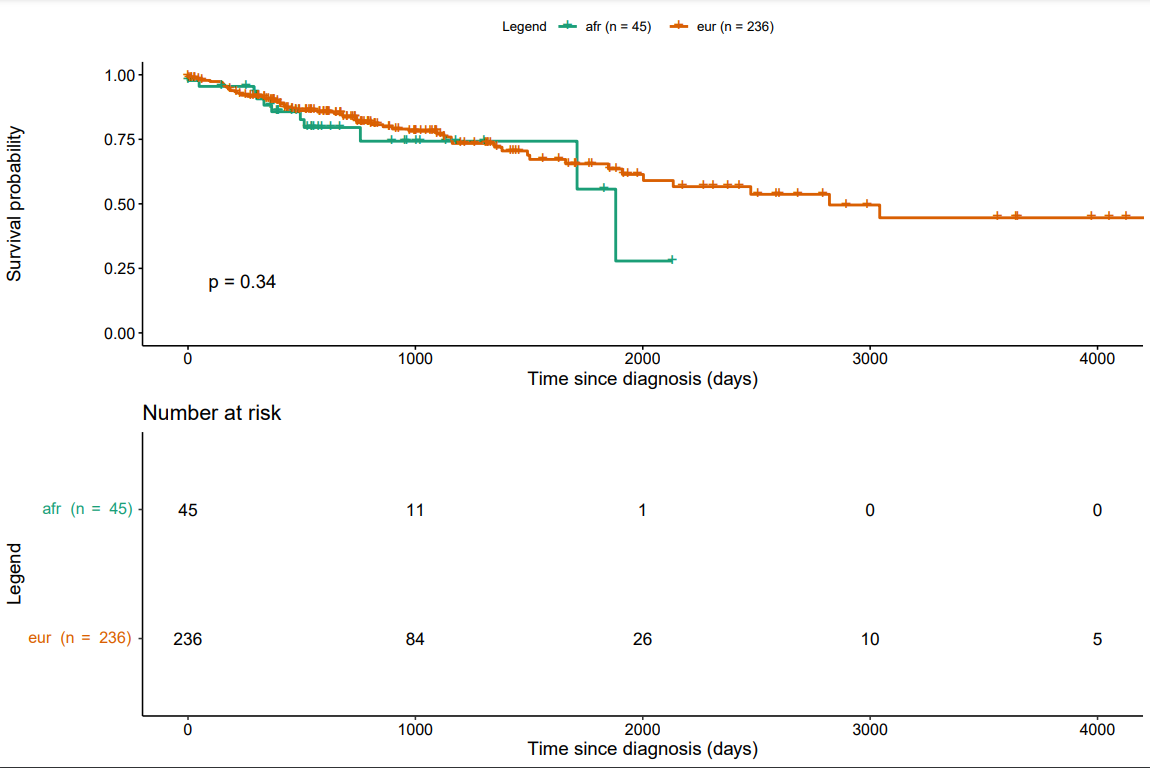 Legend afr (n = 45) eur (n = 236)
Survival probability
1.00
0.75
0.50
0.25
0.00
p = 0.34
0 1000 2000 3000 4000
Time since diagnosis (days)
Number at risk
Legend
afr (n = 45) 45 11 1 0 0
eur (n = 236) 236 84 26 10 5
0 1000 2000 3000 4000
Time since diagnosis (days)